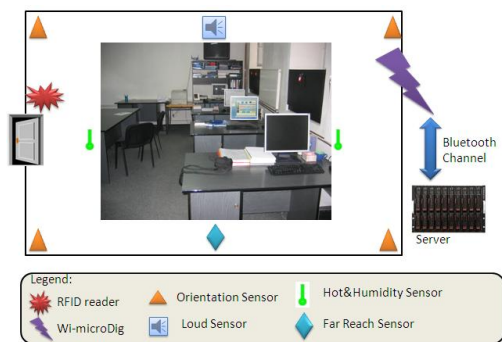 Bluetooth
Channel
Server
Legend:
RFID reader
Orientation Sensor
Hot&Humidity Sensor
Wi-microDig
Loud Sensor
Far Reach Sensor